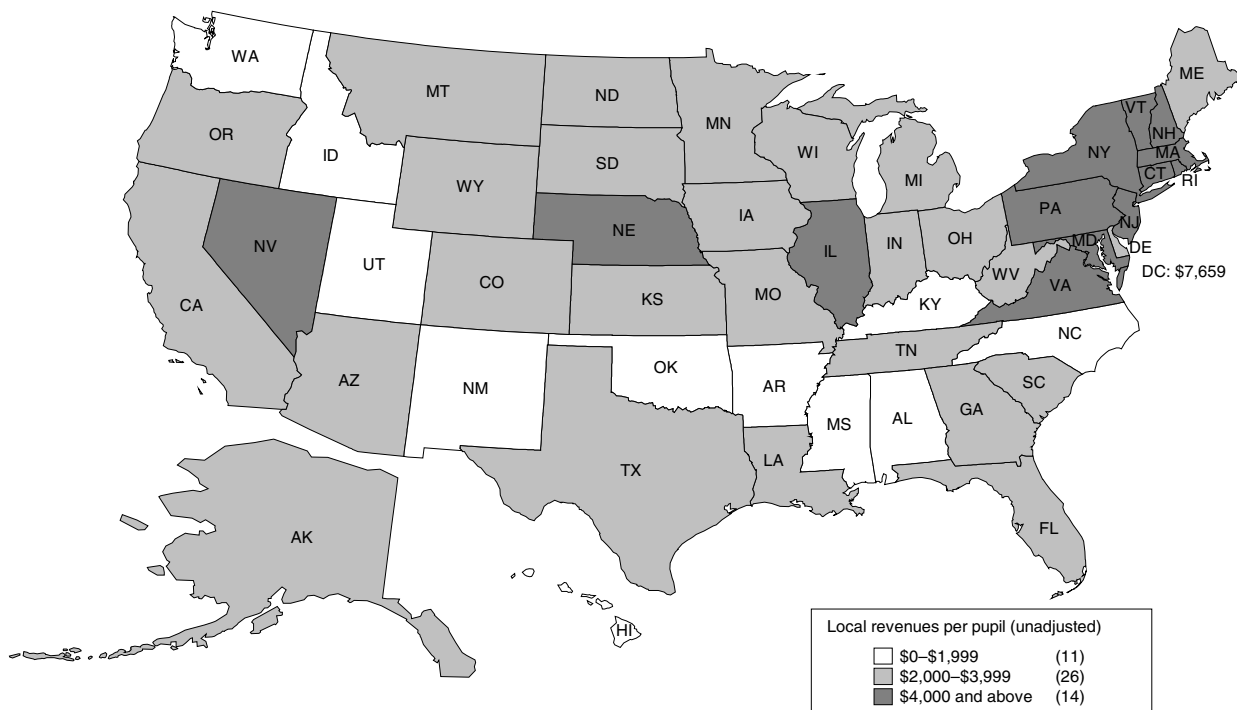 WA
MT
ND
MN
ME
VT
NH
OR
ID
SD
WI
NY
MA
WY
MI
CT
RI
IA
PA
NE
NV
NJ
OH
IN
IL
UT
MD
DE
CO
WV
DC: $7,659
CA
KS
MO
VA
KY
NC
TN
OK
AZ
NM
AR
SC
GA
MS
AL
LA
TX
FL
AK
HI
Local revenues per pupil (unadjusted)
$0–$1,999 (11)
$2,000–$3,999 (26)
$4,000 and above (14)